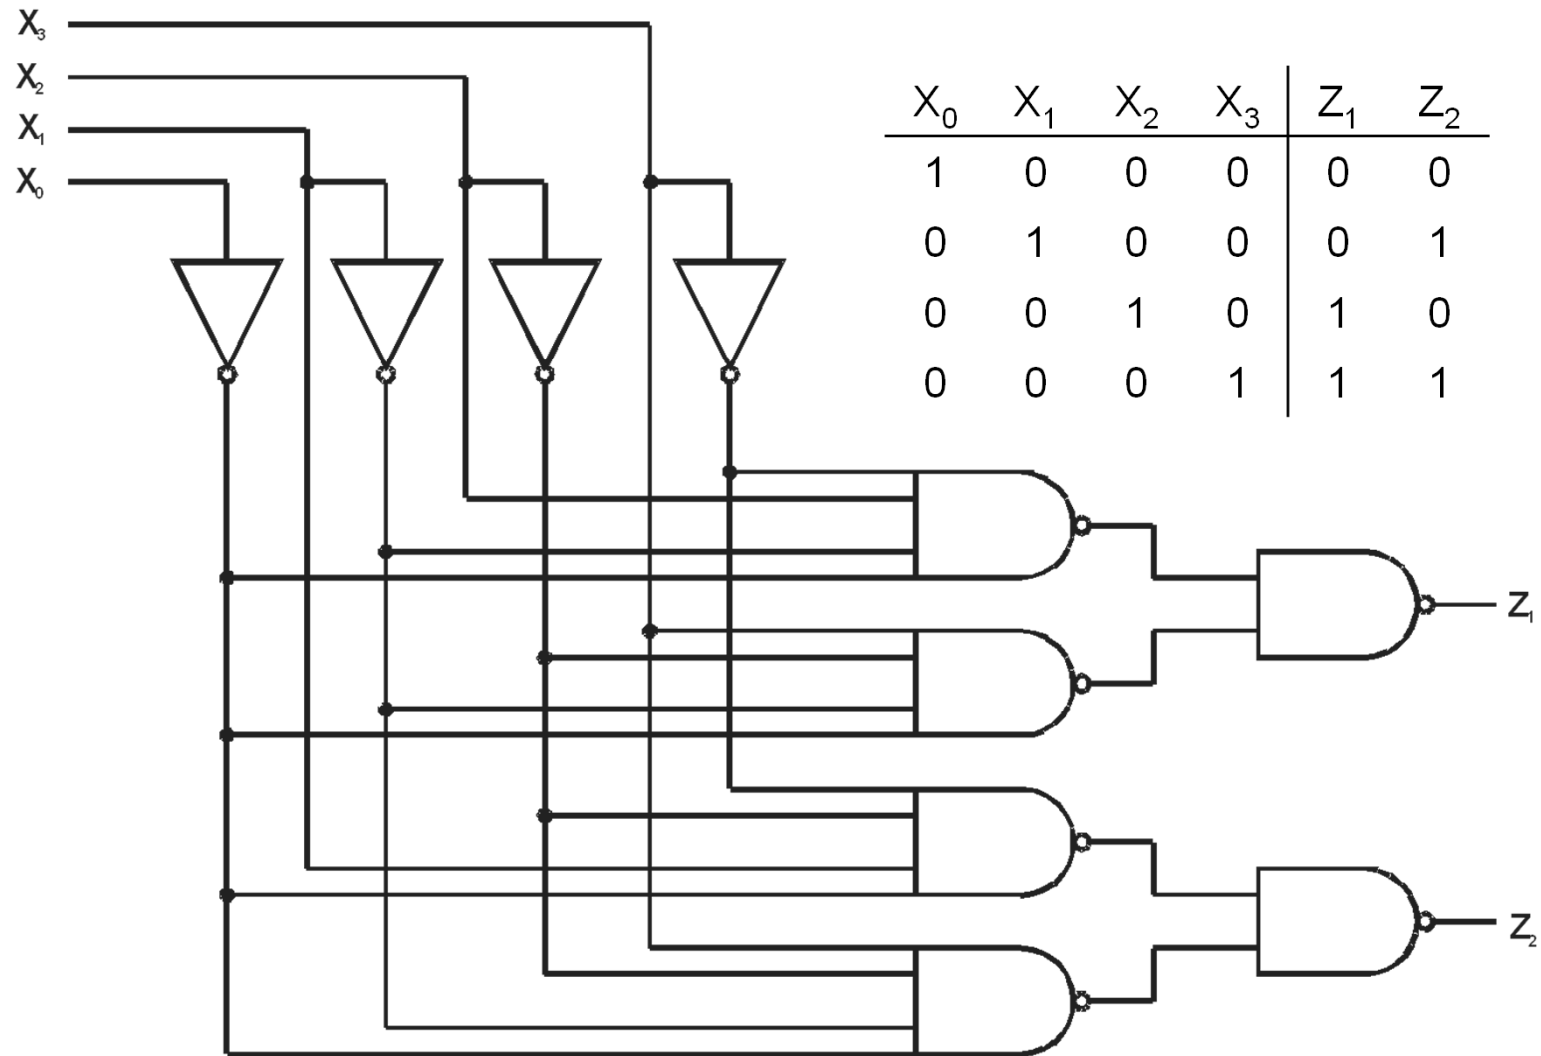 X₃
X₂
X₁
X₀
X₀ X₁ X₂ X₃ Z₁ Z₂
1 0 0 0 0 0
0 1 0 0 0 1
0 0 1 0 1 0
0 0 0 1 1 1
Z₁
Z₂